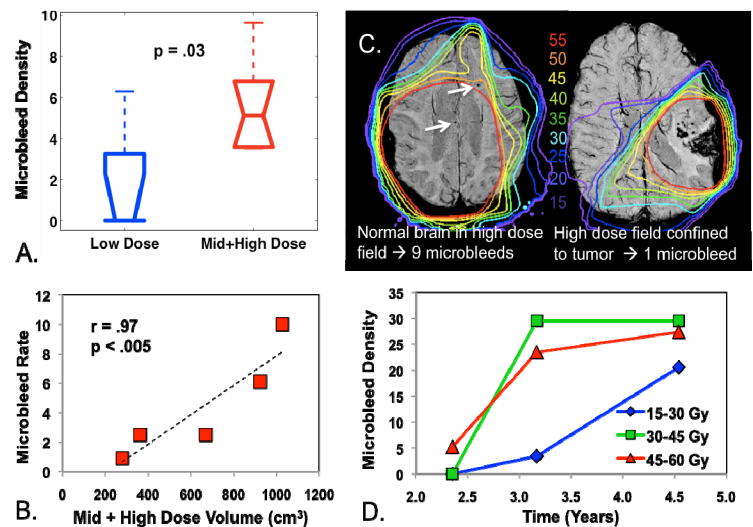 A.
Microbleed Density
10
8
6
4
2
0
p = .03
Low Dose
Mid+High Dose
C.
55
50
45
40
35
30
25
20
15
Normal brain in high dose
field → 9 microbleeds
High dose field confined
to tumor → 1 microbleed
B.
Microbleed Rate
12
10
8
6
4
2
0
r = .97
p < .005
0
200
400
600
800
1000
1200
Mid + High Dose Volume (cm³)
D.
Microbleed Density
35
30
25
20
15
10
5
0
15-30 Gy
30-45 Gy
45-60 Gy
2.0
2.5
3.0
3.5
4.0
4.5
5.0
Time (Years)